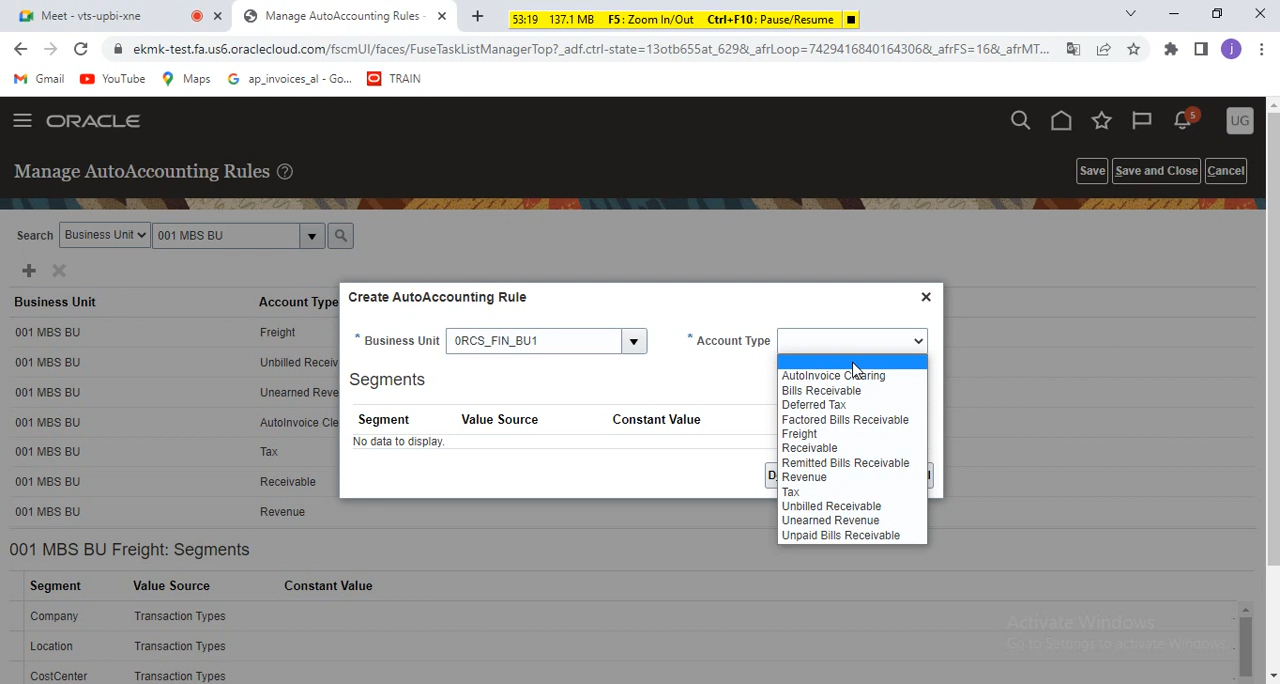 Meet - vts-upbi-xne
Manage AutoAccounting Rules -
53:19 137.1 MB F5: Zoom In/Out Ctrl+F10: Pause/Resume
ekmk-test.fa.us6.oraclecloud.com/fscmUI/faces/FuseTaskListManagerTop?_adf.ctrl-state=13otb655at_629&_afrLoop=7429416840164306&_afrFS=16&_afrMT...
j
Gmail YouTube Maps ap_invoices_al - Go... TRAIN
ORACLE
5
UG
Manage AutoAccounting Rules
Save Save and Close Cancel
Search Business Unit 001 MBS BU
Business Unit Account Type
001 MBS BU Freight
001 MBS BU Unbilled Receiv
001 MBS BU Unearned Reve
001 MBS BU AutoInvoice Cle
001 MBS BU Tax
001 MBS BU Receivable
001 MBS BU Revenue
Create AutoAccounting Rule
* Business Unit 0RCS_FIN_BU1 * Account Type
Segments
Segment Value Source Constant Value
No data to display.
AutoInvoice Clearing
Bills Receivable
Deferred Tax
Factored Bills Receivable
Freight
Receivable
Remitted Bills Receivable
Revenue
Tax
Unbilled Receivable
Unearned Revenue
Unpaid Bills Receivable
001 MBS BU Freight: Segments
Segment Value Source Constant Value
Company Transaction Types
Location Transaction Types
CostCenter Transaction Types
Activate Windows
Go to Settings to activate Windows.